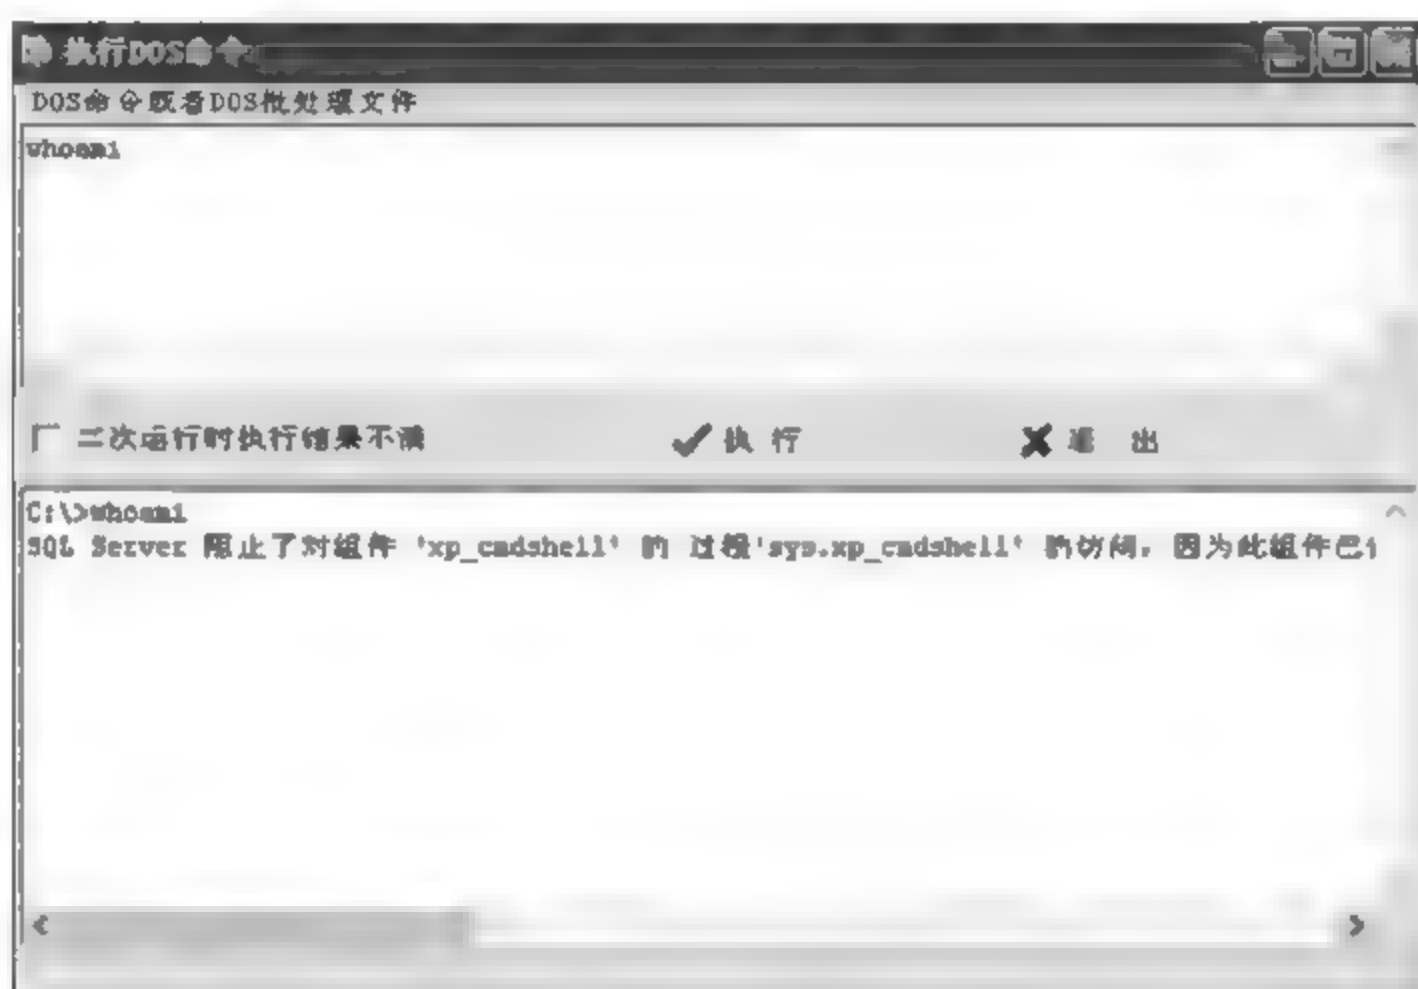 执行DOS命令
DOS命令或者DOS批处理文件
whoami
二次运行时执行结果不清
执 行
退 出
C:\>whoami
SQL Server 阻止了对组件 'xp_cmdshell' 的 过程'sys.xp_cmdshell' 的访问，因为此组件已